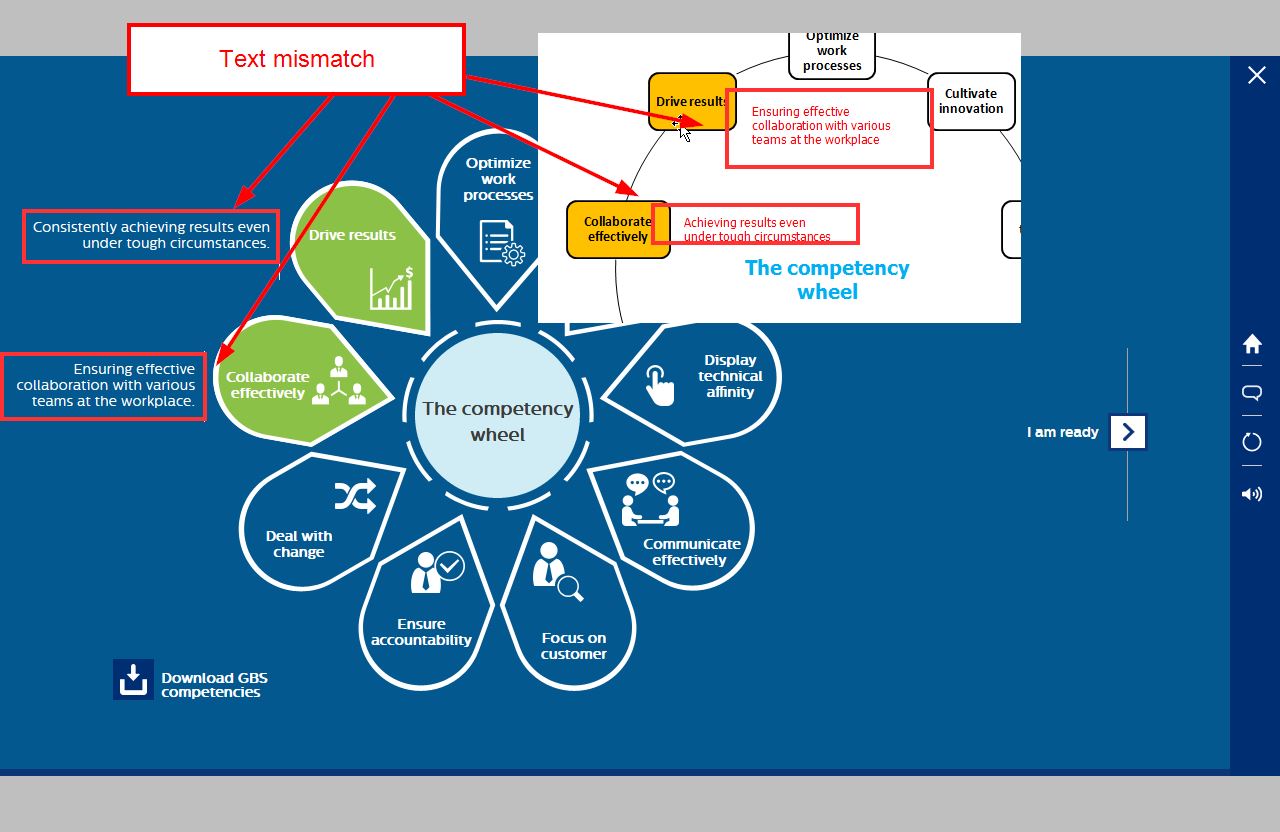 Text mismatch
Optimize
work
processes
Drive results
Cultivate
innovation
Ensuring effective
collaboration with various
teams at the workplace
Collaborate
effectively
Achieving results even
under tough circumstances
The competency
wheel
Optimize
work
processes
Consistently achieving results even
under tough circumstances.
Drive results
$
Ensuring effective
collaboration with various
teams at the workplace.
Collaborate
effectively
The competency
wheel
Display
technical
affinity
I am ready
Deal with
change
Communicate
effectively
Ensure
accountability
Focus on
customer
Download GBS
competencies